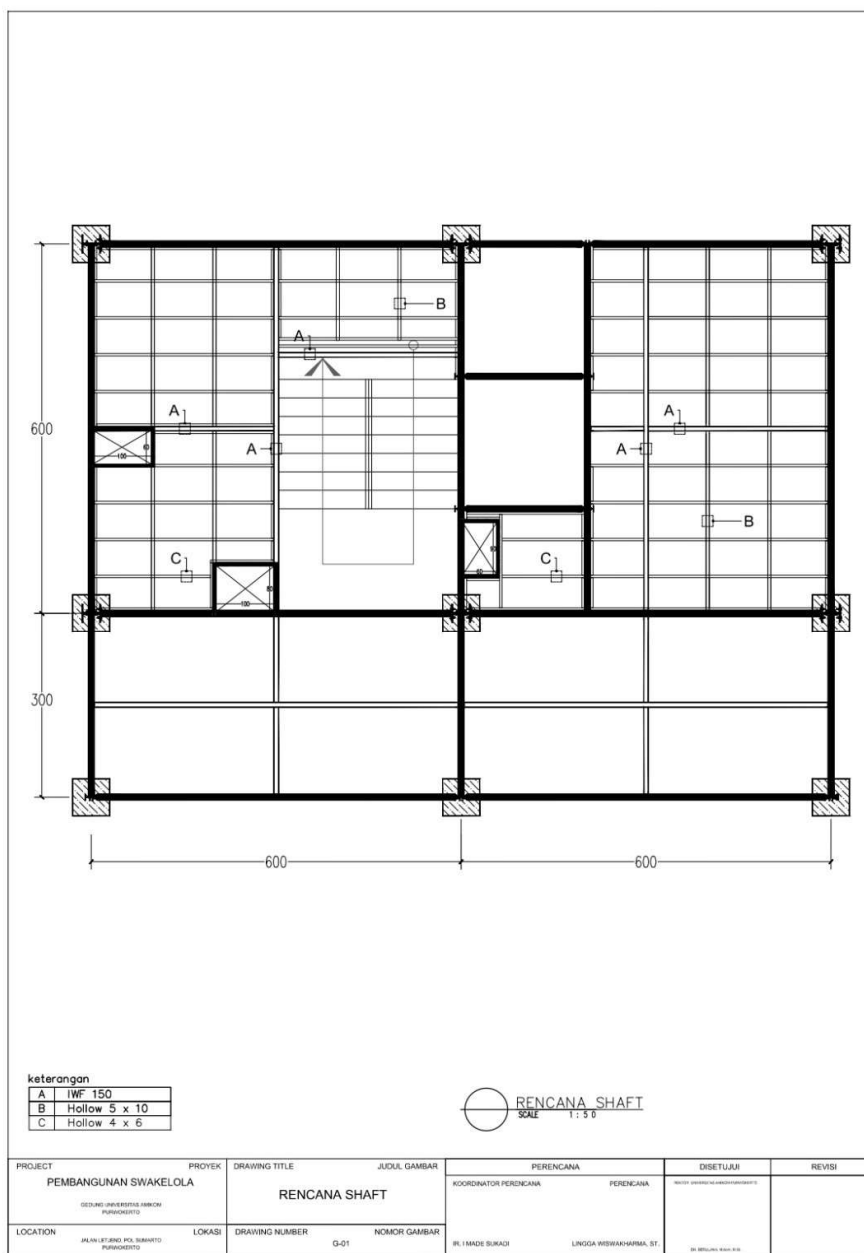 B
A
A
A
600
A
A
80
100
B
C
C
90
60
80
100
300
600
600
keterangan
A IWF 150
B Hollow 5 x 10
C Hollow 4 x 6
RENCANA SHAFT
SCALE 1 : 50
PROJECT PROYEK
PEMBANGUNAN SWAKELOLA
GEDUNG UNIVERSITAS AMIKOM
PURWOKERTO
LOCATION LOKASI
JALAN LETJEND. POL. SUMARTO
PURWOKERTO
DRAWING TITLE JUDUL GAMBAR
RENCANA SHAFT
DRAWING NUMBER NOMOR GAMBAR
G-01
PERENCANA
KOORDINATOR PERENCANA PERENCANA
IR. I MADE SUKADI LINGGA WISWAKHARMA, ST.
DISETUJUI
REVISI